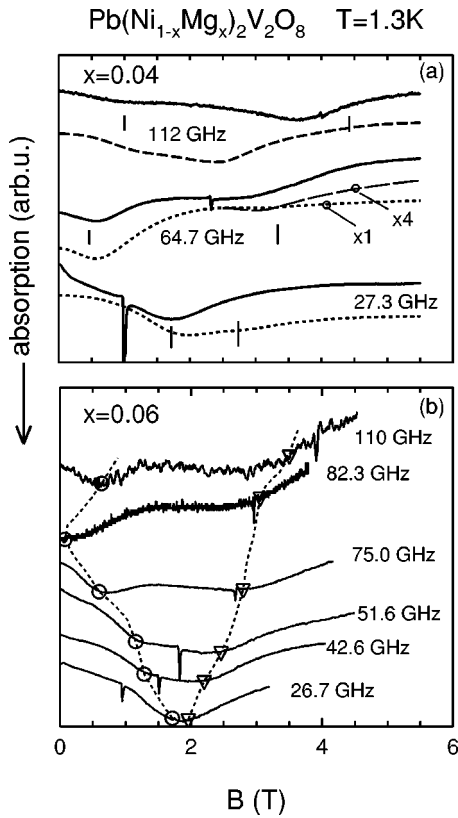 Pb(Ni1-xMgx)2V2O8 T=1.3K
x=0.04 (a)
112 GHz
x4
64.7 GHz
x1
27.3 GHz
absorption (arb.u.)
x=0.06 (b)
110 GHz
82.3 GHz
75.0 GHz
51.6 GHz
42.6 GHz
26.7 GHz
0 2 4 6
B (T)